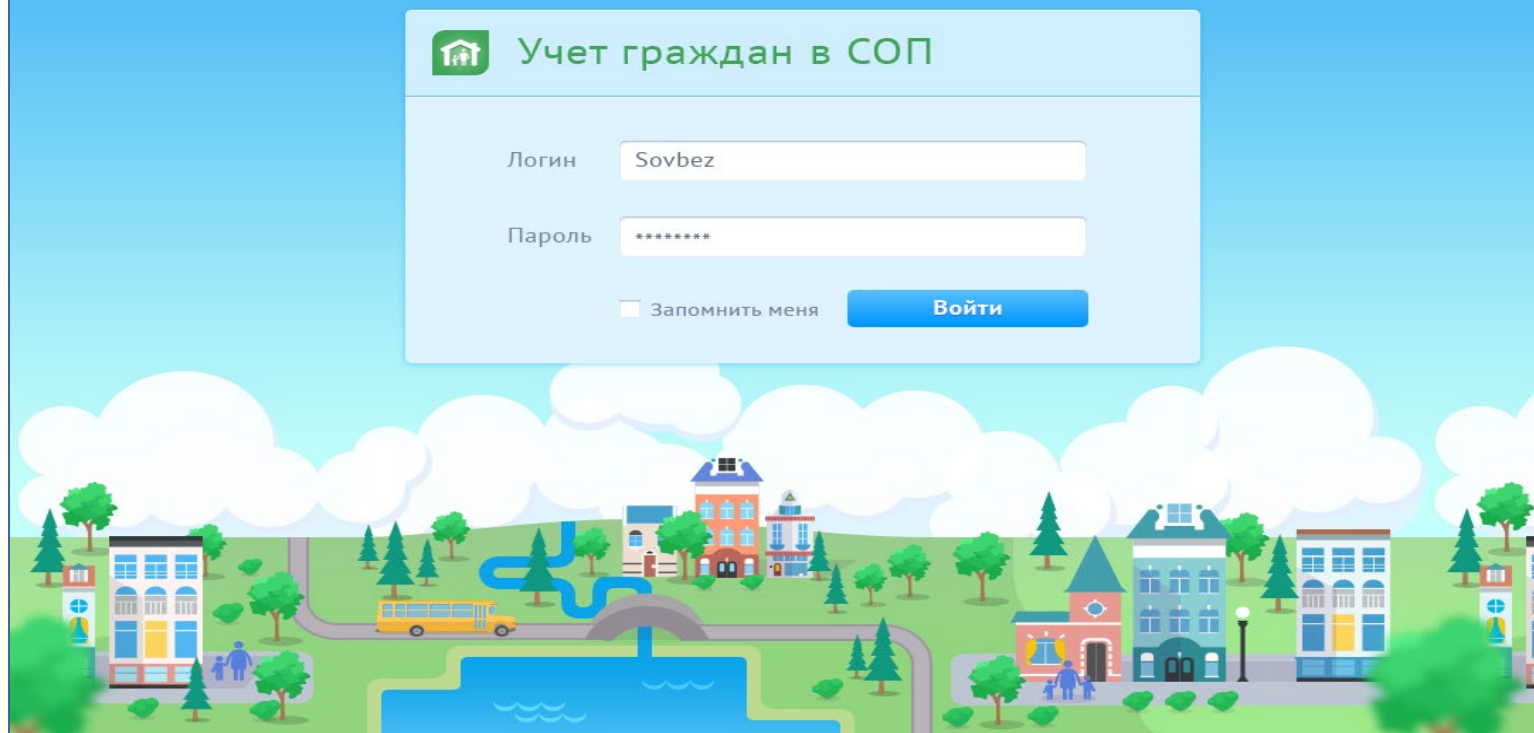 Учет граждан в СОП
Логин Sovbez
Пароль ********
Запомнить меня Войти